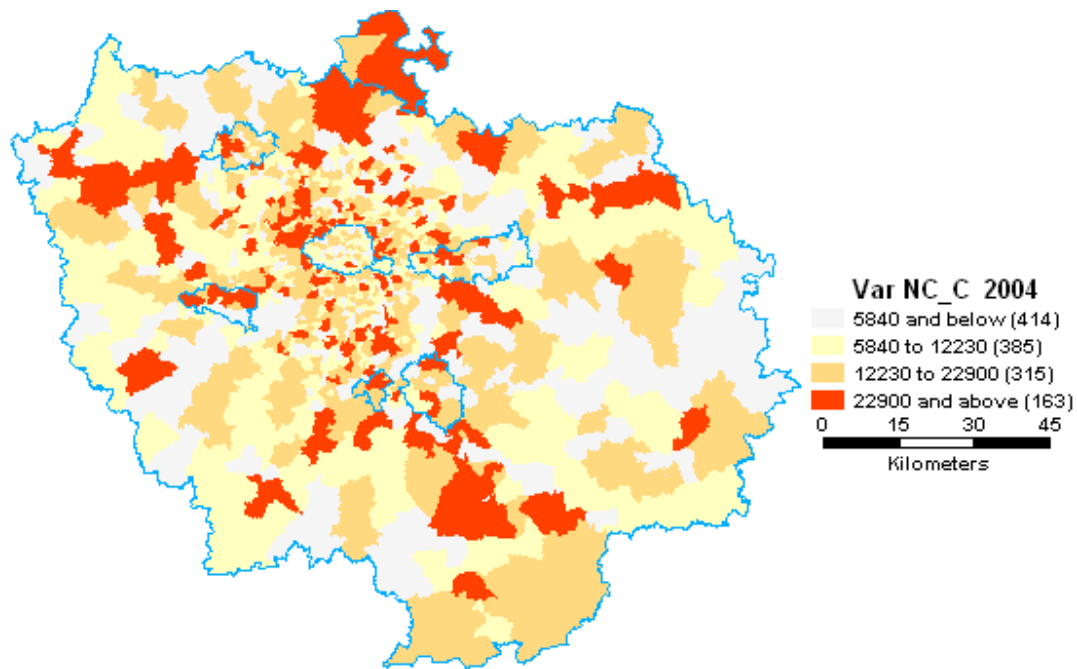 Var NC_C 2004
5840 and below (414)
5840 to 12230 (385)
12230 to 22900 (315)
22900 and above (163)
0 15 30 45
Kilometers